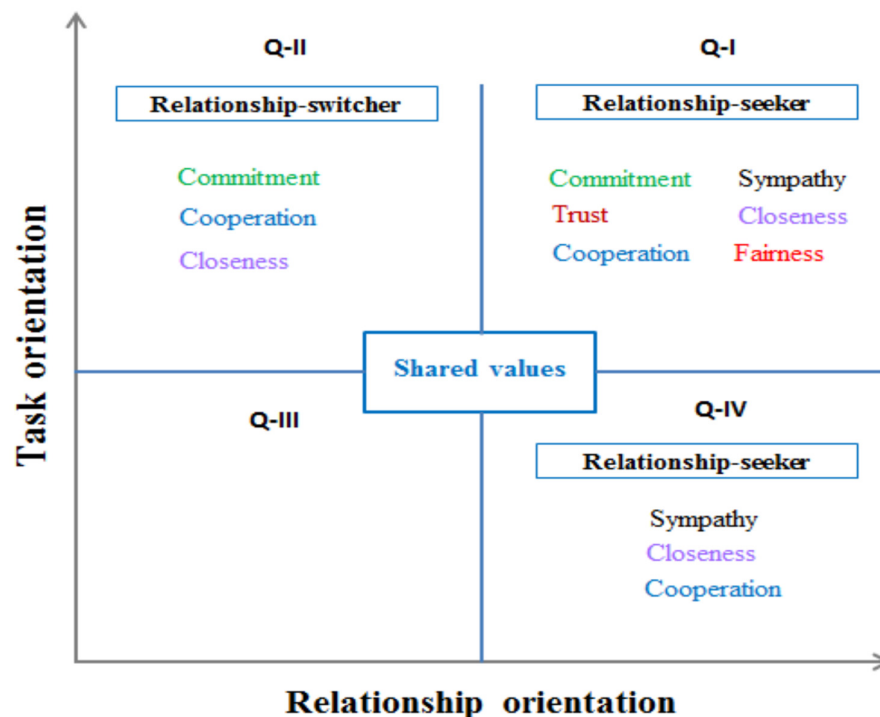 Q-II
Q-I
Relationship-switcher
Relationship-seeker
Commitment
Cooperation
Closeness
Commitment
Sympathy
Trust
Closeness
Cooperation
Fairness
Task orientation
Shared values
Q-III
Q-IV
Relationship-seeker
Sympathy
Closeness
Cooperation
Relationship orientation